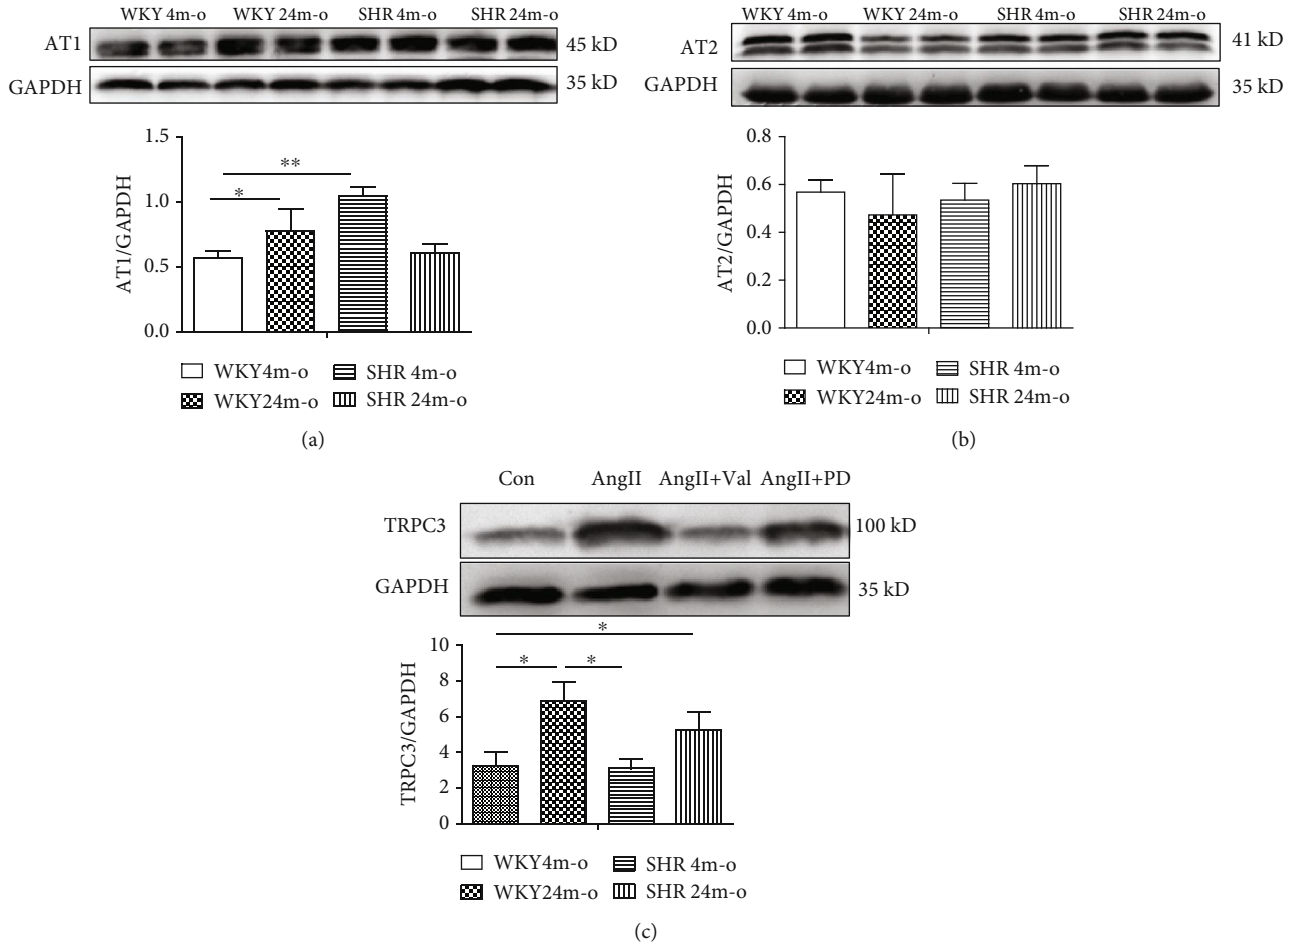 WKY 4m-o WKY 24m-o SHR 4m-o SHR 24m-o
AT1 45 kD
GAPDH 35 kD
1.5
1.0
0.5
0.0
AT1/GAPDH
**
*
WKY4m-o SHR 4m-o
WKY24m-o SHR 24m-o
(a)
WKY 4m-o WKY 24m-o SHR 4m-o SHR 24m-o
AT2 41 kD
GAPDH 35 kD
0.8
0.6
0.4
0.2
0.0
AT2/GAPDH
WKY4m-o SHR 4m-o
WKY24m-o SHR 24m-o
(b)
Con AngII AngII+Val AngII+PD
TRPC3 100 kD
GAPDH 35 kD
*
* *
10
8
6
4
2
0
TRPC3/GAPDH
WKY4m-o SHR 4m-o
WKY24m-o SHR 24m-o
(c)